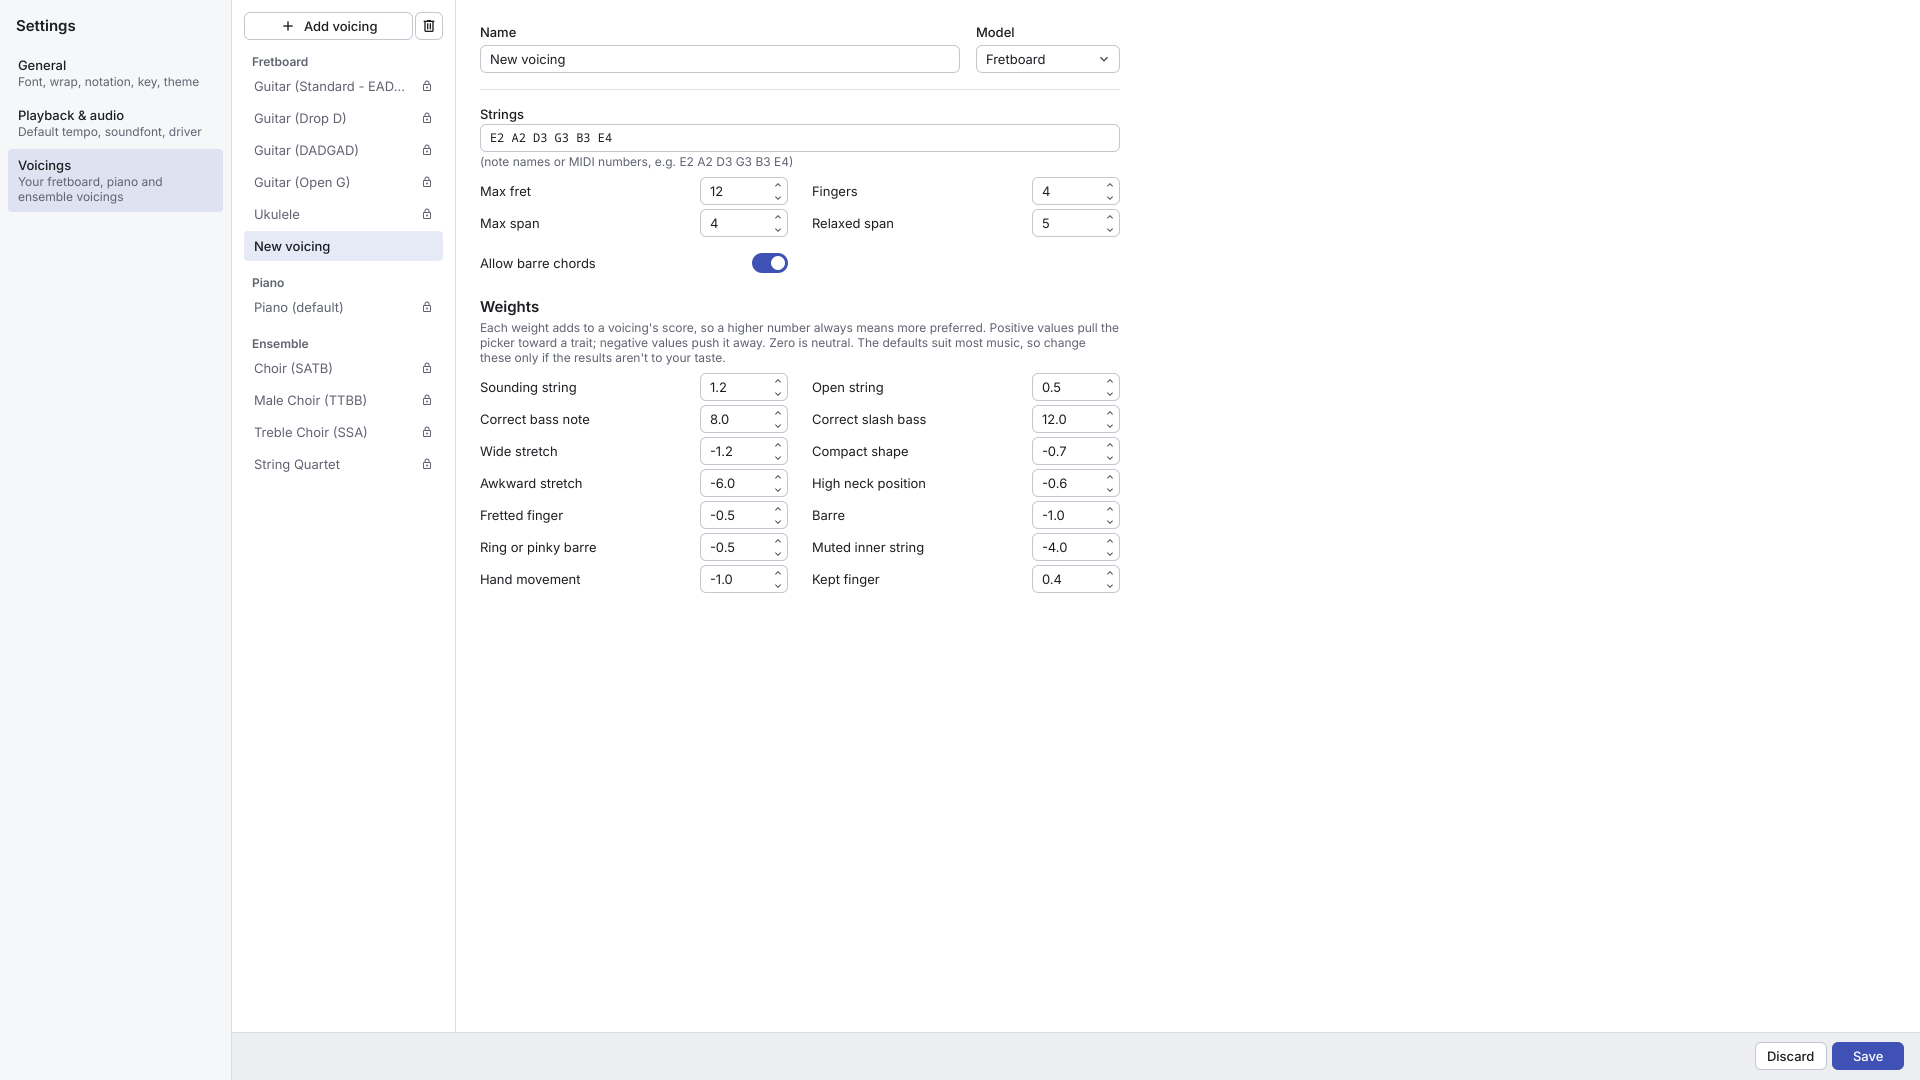 Settings
General
Font, wrap, notation, key, theme
Playback & audio
Default tempo, soundfont, driver
Voicings
Your fretboard, piano and
ensemble voicings
Add voicing
Fretboard
Guitar (Standard - EAD...
Guitar (Drop D)
Guitar (DADGAD)
Guitar (Open G)
Ukulele
New voicing
Piano
Piano (default)
Ensemble
Choir (SATB)
Male Choir (TTBB)
Treble Choir (SSA)
String Quartet
Name
New voicing
Model
Fretboard
Strings
E2 A2 D3 G3 B3 E4
(note names or MIDI numbers, e.g. E2 A2 D3 G3 B3 E4)
Max fret 12 Fingers 4
Max span 4 Relaxed span 5
Allow barre chords
Weights
Each weight adds to a voicing's score, so a higher number always means more preferred. Positive values pull the
picker toward a trait; negative values push it away. Zero is neutral. The defaults suit most music, so change
these only if the results aren't to your taste.
Sounding string 1.2 Open string 0.5
Correct bass note 8.0 Correct slash bass 12.0
Wide stretch -1.2 Compact shape -0.7
Awkward stretch -6.0 High neck position -0.6
Fretted finger -0.5 Barre -1.0
Ring or pinky barre -0.5 Muted inner string -4.0
Hand movement -1.0 Kept finger 0.4
Discard Save